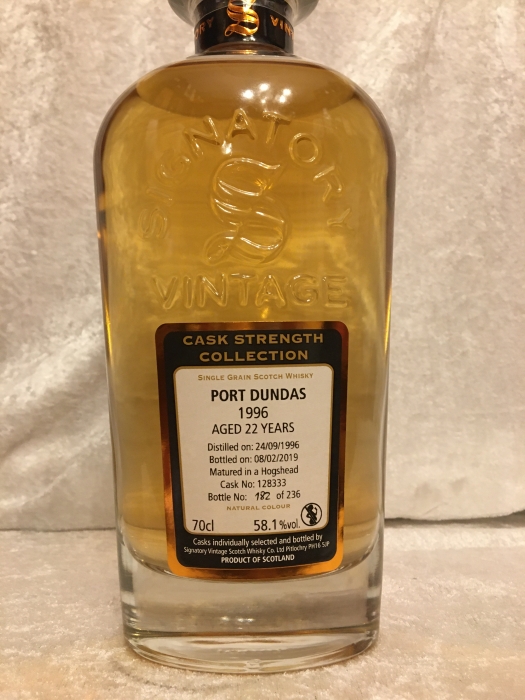 RY
VINT
SIGNATORY
VINTAGE
CASK STRENGTH
COLLECTION
SINGLE GRAIN SCOTCH WHISKY
PORT DUNDAS
1996
AGED 22 YEARS
Distilled on: 24/09/1996
Bottled on: 08/02/2019
Matured in a Hogshead
Cask No: 128333
Bottle No: 182 of 236
NATURAL COLOUR
70cl 58.1%vol.
Casks individually selected and bottled by
Signatory Vintage Scotch Whisky Co. Ltd Pitlochry PH16 5JP
PRODUCT OF SCOTLAND